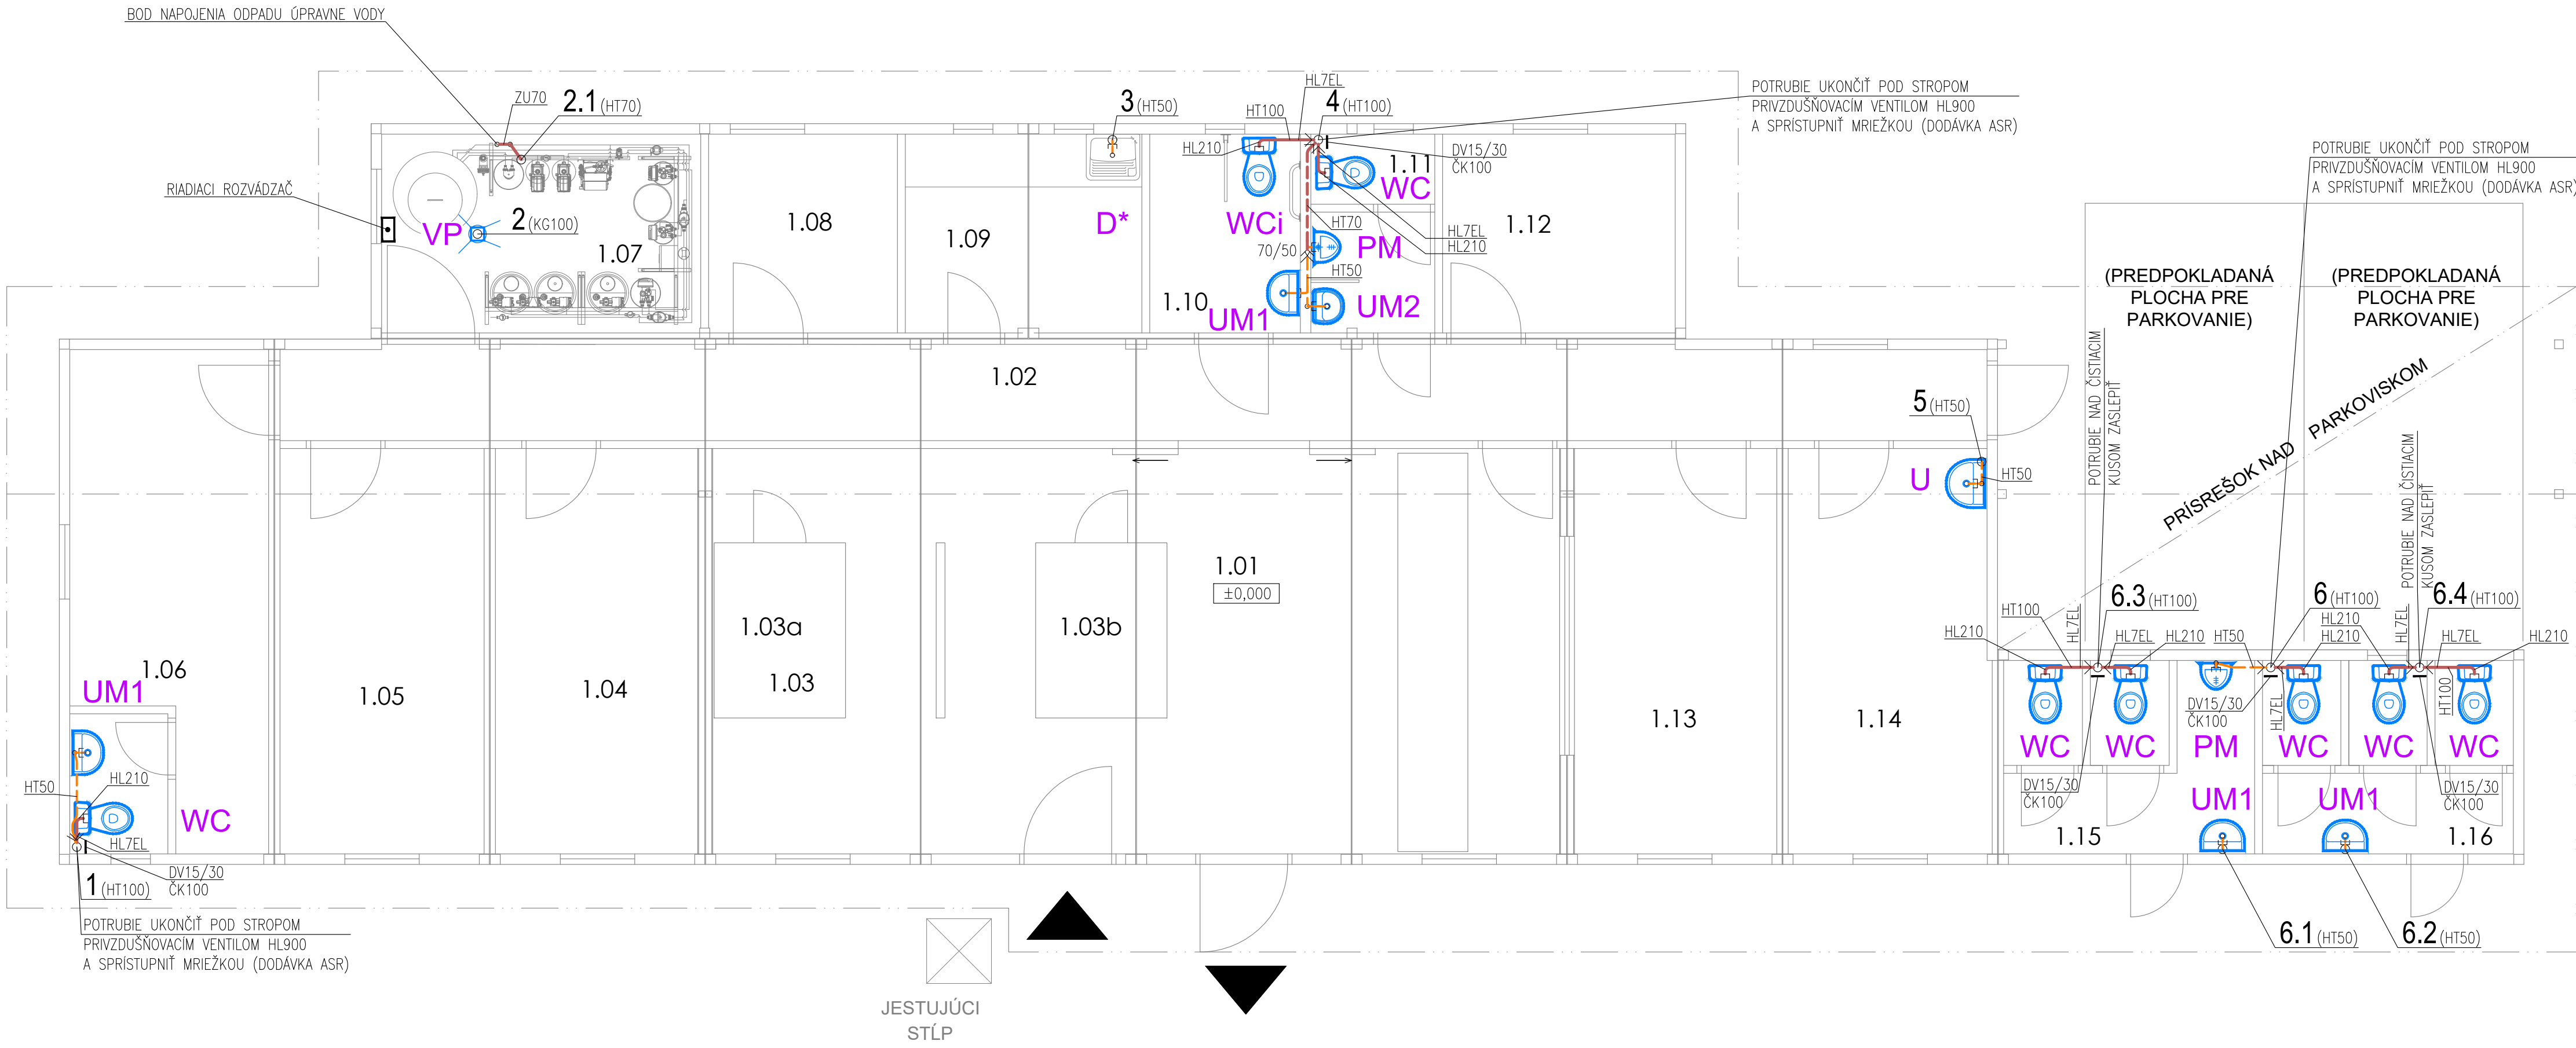 BOD NAPOJENIA ODPADU ÚPRAVNE VODY
ZU70
2.1 (HT70)
RIADIACI ROZVÁDZAČ
VP
2 (KG100)
1.07
1.08
1.09
3 (HT50)
D*
HL7EL
HT100
4 (HT100)
HL210
WCi
1.10
UM1
POTRUBIE UKONČIŤ POD STROPOM
PRIVZDUŠŇOVACÍM VENTILOM HL900
A SPRÍSTUPNIŤ MRIEŽKOU (DODÁVKA ASR)
DV15/30
ČK100
1.11
WC
HT70
HL7EL
HL210
70/50
PM
HT50
UM2
1.12
1.02
POTRUBIE UKONČIŤ POD STROPOM
PRIVZDUŠŇOVACÍM VENTILOM HL900
A SPRÍSTUPNIŤ MRIEŽKOU (DODÁVKA ASR)
(PREDPOKLADANÁ
PLOCHA PRE
PARKOVANIE)
(PREDPOKLADANÁ
PLOCHA PRE
PARKOVANIE)
PRÍSREŠOK NAD PARKOVISKOM
POTRUBIE NAD ČISTIACIM
KUSOM ZASLEPIŤ
POTRUBIE NAD ČISTIACIM
KUSOM ZASLEPIŤ
5 (HT50)
U
HT50
1.01
±0,000
1.03a
1.03b
1.03
1.04
1.05
1.06
UM1
HL210
HT50
WC
HL7EL
DV15/30
ČK100
1 (HT100)
POTRUBIE UKONČIŤ POD STROPOM
PRIVZDUŠŇOVACÍM VENTILOM HL900
A SPRÍSTUPNIŤ MRIEŽKOU (DODÁVKA ASR)
1.13
1.14
HL210
HT100
HL7EL
6.3 (HT100)
HL7EL
HL210
HT50
6 (HT100)
HL210
HL210
HL7EL
6.4 (HT100)
HL7EL
HL210
DV15/30
ČK100
HL7EL
HT100
WC
WC
PM
WC
WC
WC
DV15/30
ČK100
UM1
UM1
DV15/30
ČK100
1.15
1.16
6.1 (HT50)
6.2 (HT50)
JESTUJÚCI
STĹP